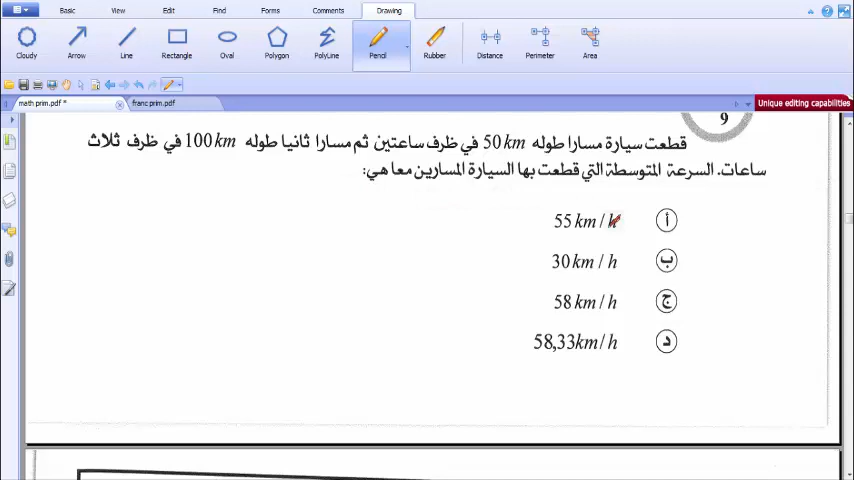 Basic View Edit Find Forms Comments Drawing
Cloudy Arrow Line Rectangle Oval Polygon PolyLine Pencil Rubber Distance Perimeter Area
math prim.pdf * franc prim.pdf Unique editing capabilities
9
قطعت سيارة مسارا طوله 50 km في ظرف ساعتين ثم مسارا ثانيا طوله 100 km في ظرف ثلاث
ساعات. السرعة المتوسطة التي قطعت بها السيارة المسارين معا هي:
أ 55 km / h
ب 30 km / h
ج 58 km / h
د 58,33 km / h